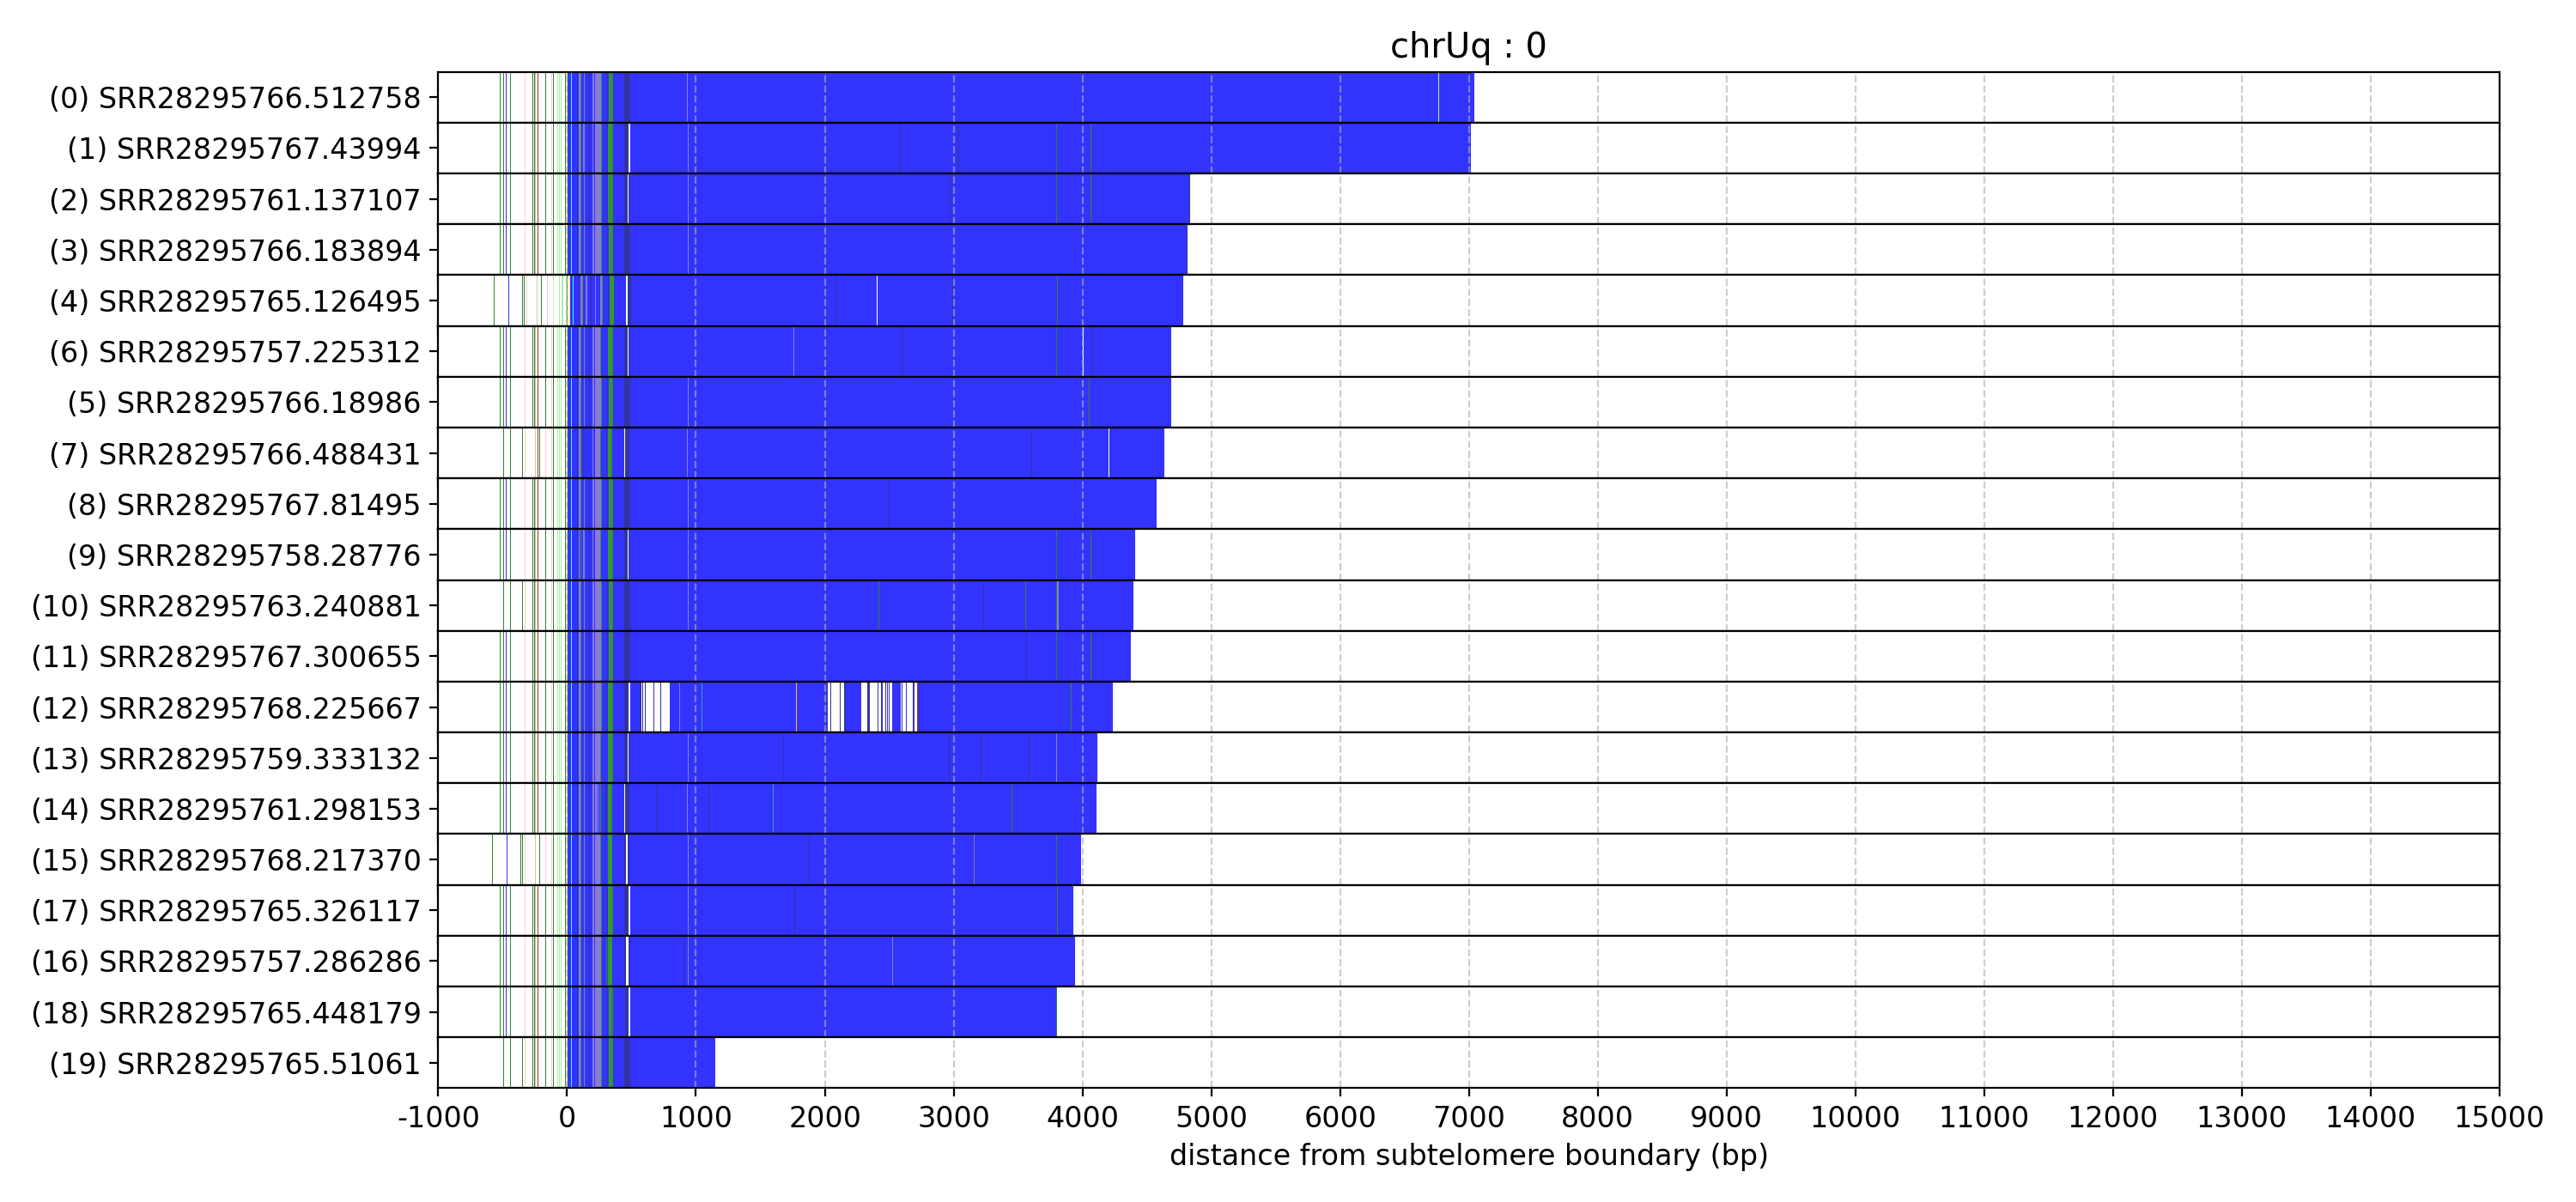 chrUq : 0
(0) SRR28295766.512758
(1) SRR28295767.43994
(2) SRR28295761.137107
(3) SRR28295766.183894
(4) SRR28295765.126495
(6) SRR28295757.225312
(5) SRR28295766.18986
(7) SRR28295766.488431
(8) SRR28295767.81495
(9) SRR28295758.28776
(10) SRR28295763.240881
(11) SRR28295767.300655
(12) SRR28295768.225667
(13) SRR28295759.333132
(14) SRR28295761.298153
(15) SRR28295768.217370
(17) SRR28295765.326117
(16) SRR28295757.286286
(18) SRR28295765.448179
(19) SRR28295765.51061
-1000 0 1000 2000 3000 4000 5000 6000 7000 8000 9000 10000 11000 12000 13000 14000 15000
distance from subtelomere boundary (bp)